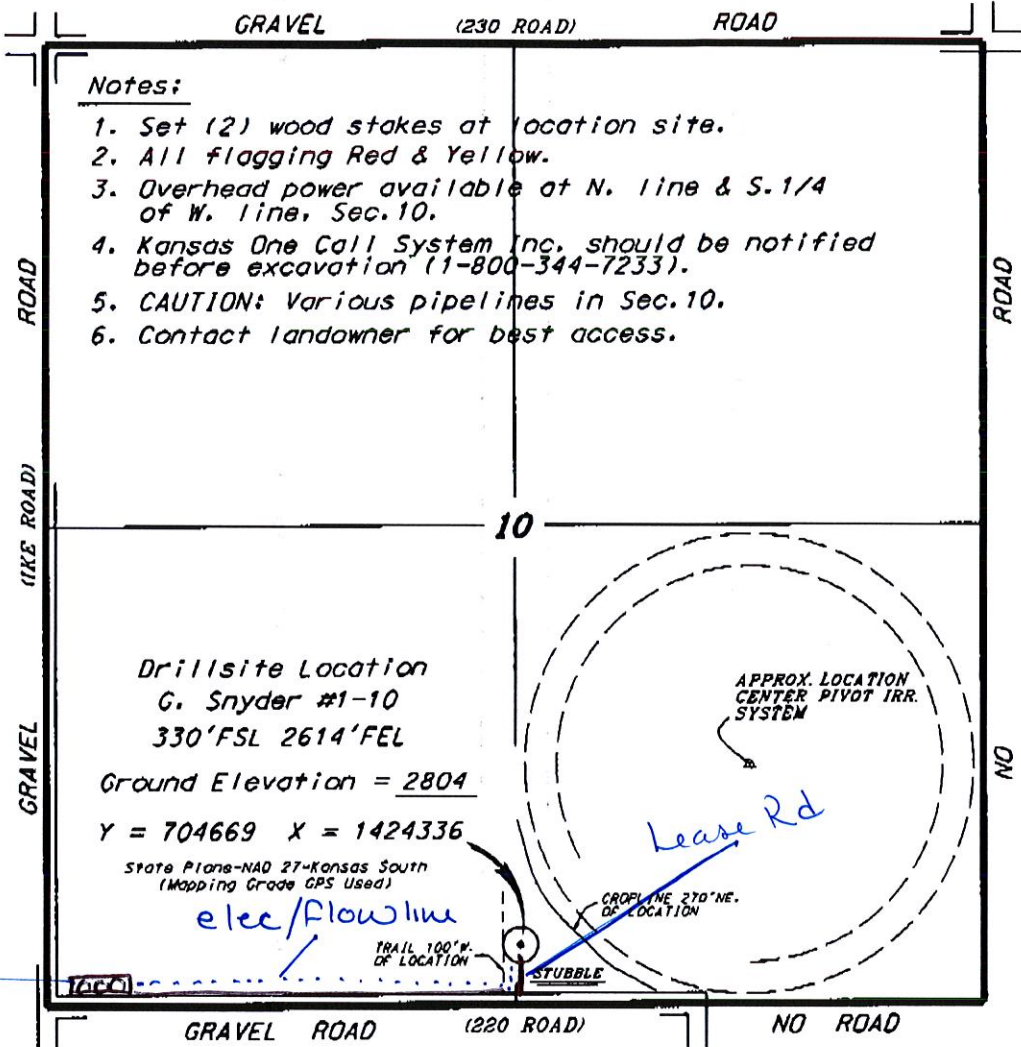 GRAVEL (230 ROAD) ROAD
Notes:
1. Set (2) wood stakes at location site.
2. All flagging Red & Yellow.
3. Overhead power available at N. line & S.1/4
of W. line, Sec.10.
4. Kansas One Call System Inc. should be notified
before excavation (1-800-344-7233).
5. CAUTION: Various pipelines in Sec.10.
6. Contact landowner for best access.
ROAD
(IKE ROAD)
GRAVEL
ROAD
NO
10
Drillsite Location
G. Snyder #1-10
330'FSL 2614'FEL
Ground Elevation = 2804
Y = 704669 X = 1424336
State Plane-NAD 27-Kansas South
(Mapping Grade GPS Used)
elec/Flowline
APPROX. LOCATION
CENTER PIVOT IRR.
SYSTEM
Lease Rd
CROPLINE 270'NE.
OF LOCATION
TRAIL 100'W.
OF LOCATION
STUBBLE
GRAVEL ROAD (220 ROAD) NO ROAD